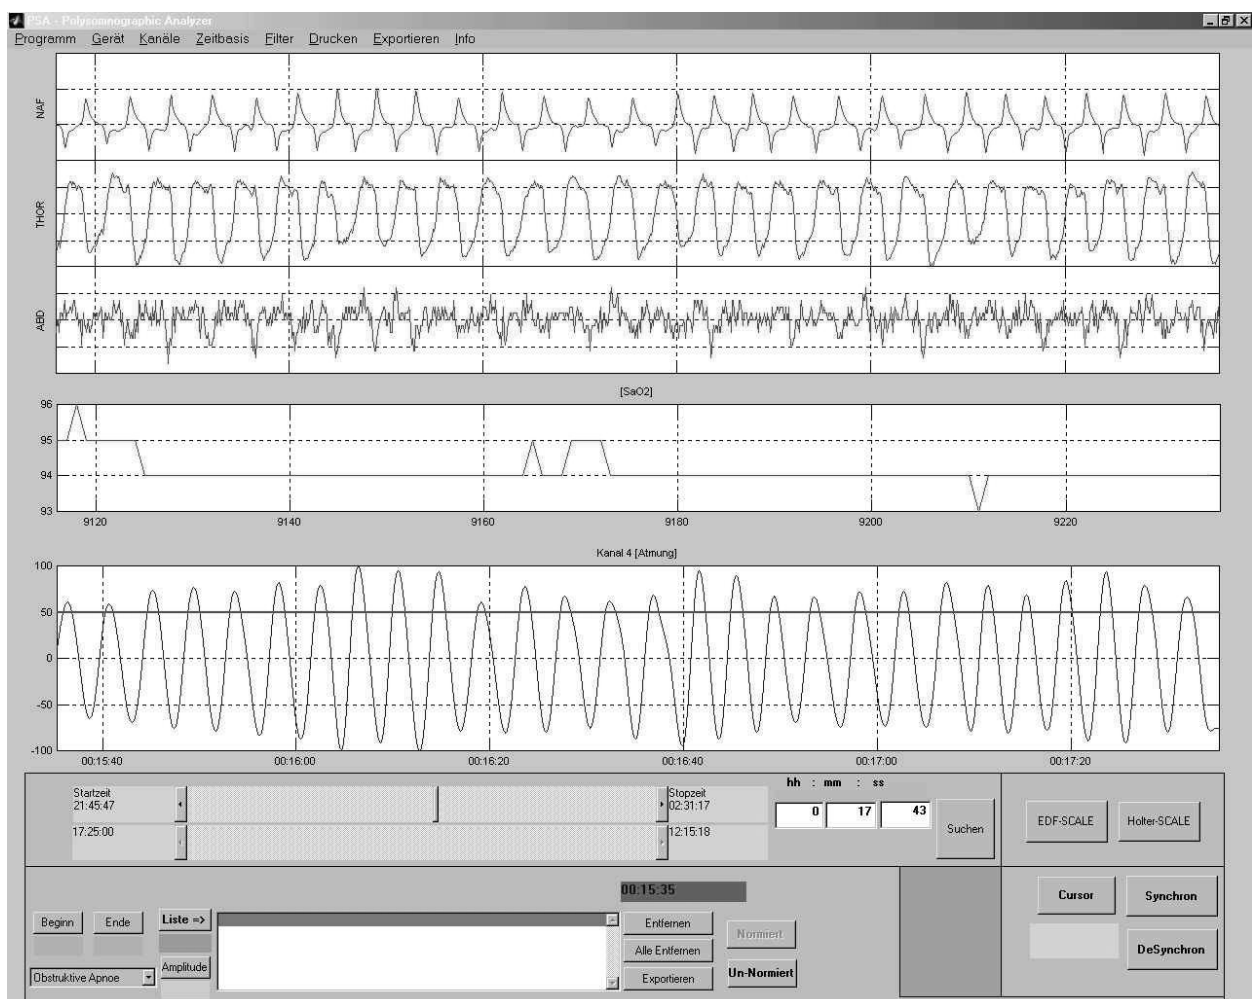 PSA - Polysomnographic Analyzer
Programm Gerät Kanäle Zeitbasis Filter Drucken Exportieren Info
NAF
THOR
ABD
[SaO2]
96
95
94
93
9120 9140 9160 9180 9200 9220
Kanal 4 [Atmung]
100
50
0
-50
-100
00:15:40 00:16:00 00:16:20 00:16:40 00:17:00 00:17:20
Startzeit
21:45:47
Stopzeit
02:31:17
17:25:00
12:15:18
hh : mm : ss
0 17 43
Suchen
EDF-SCALE
Holter-SCALE
00:15:35
Beginn
Ende
Liste =>
Amplitude
Obstruktive Apnoe
Entfernen
Alle Entfernen
Exportieren
Normiert
Un-Normiert
Cursor
Synchron
DeSynchron